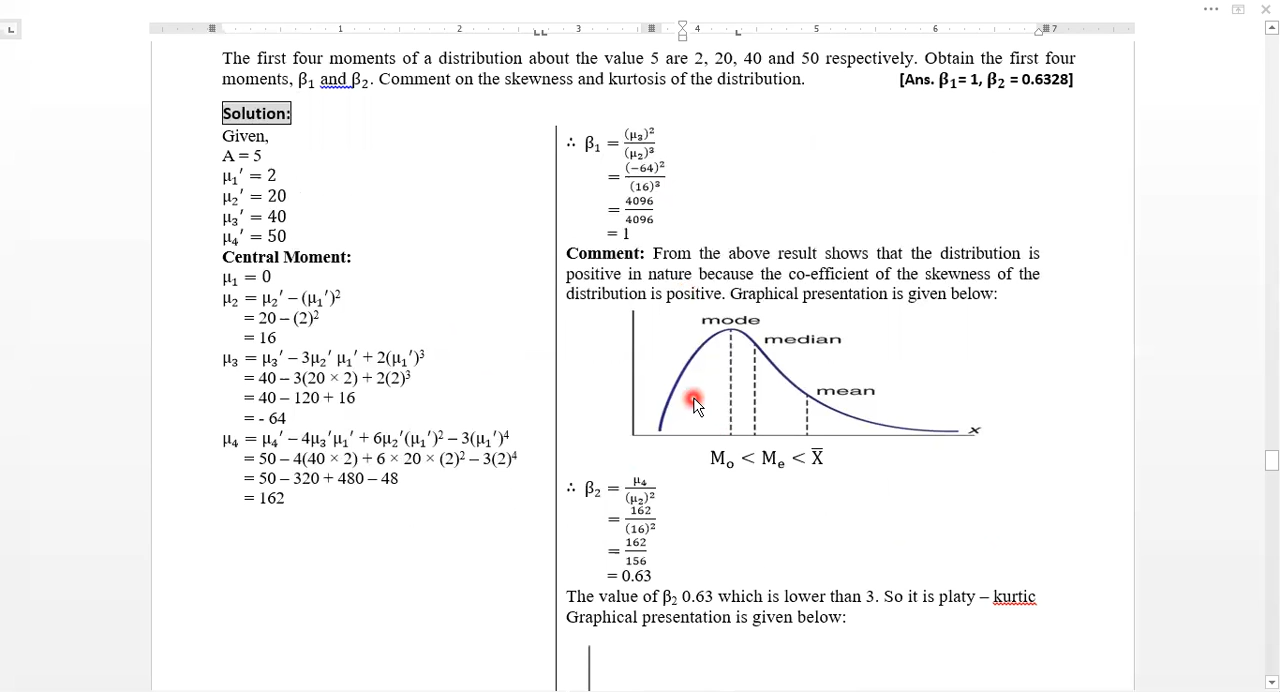 1 2 3 4 5 6 7
The first four moments of a distribution about the value 5 are 2, 20, 40 and 50 respectively. Obtain the first four
moments, β₁ and β₂. Comment on the skewness and kurtosis of the distribution. [Ans. β₁= 1, β₂ = 0.6328]
Solution:
Given,
A = 5
μ₁′ = 2
μ₂′ = 20
μ₃′ = 40
μ₄′ = 50
Central Moment:
μ₁ = 0
μ₂ = μ₂′ – (μ₁′)²
= 20 – (2)²
= 16
μ₃ = μ₃′ – 3μ₂′ μ₁′ + 2(μ₁′)³
= 40 – 3(20 × 2) + 2(2)³
= 40 – 120 + 16
= - 64
μ₄ = μ₄′ – 4μ₃′μ₁′ + 6μ₂′(μ₁′)² – 3(μ₁′)⁴
= 50 – 4(40 × 2) + 6 × 20 × (2)² – 3(2)⁴
= 50 – 320 + 480 – 48
= 162
∴ β₁ = (μ₃)²/(μ₂)³
= (−64)²/(16)³
= 4096/4096
= 1
Comment: From the above result shows that the distribution is
positive in nature because the co-efficient of the skewness of the
distribution is positive. Graphical presentation is given below:
mode
median
mean
x
Mₒ < Mₑ < X̅
∴ β₂ = μ₄/(μ₂)²
= 162/(16)²
= 162/156
= 0.63
The value of β₂ 0.63 which is lower than 3. So it is platy – kurtic
Graphical presentation is given below: